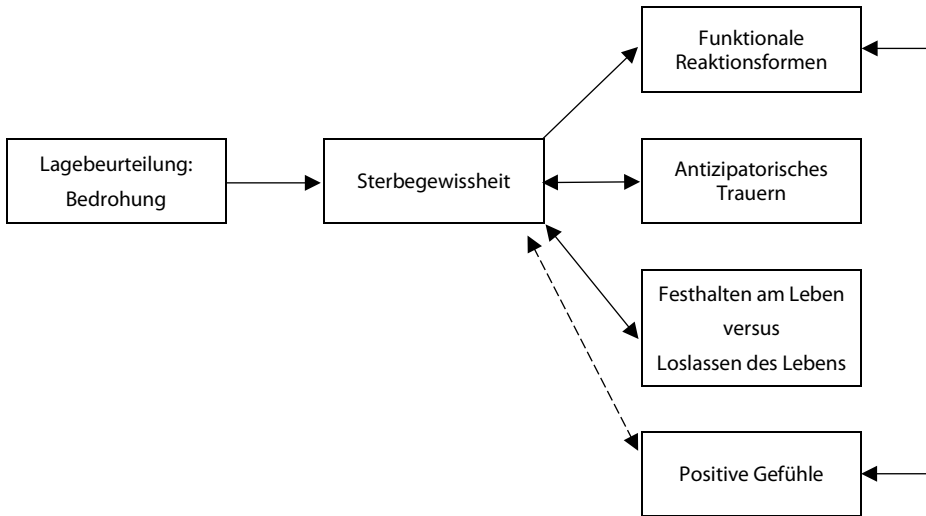 Funktionale
Reaktionsformen
Lagebeurteilung:
Bedrohung
Sterbegewissheit
Antizipatorisches
Trauern
Festhalten am Leben
versus
Loslassen des Lebens
Positive Gefühle